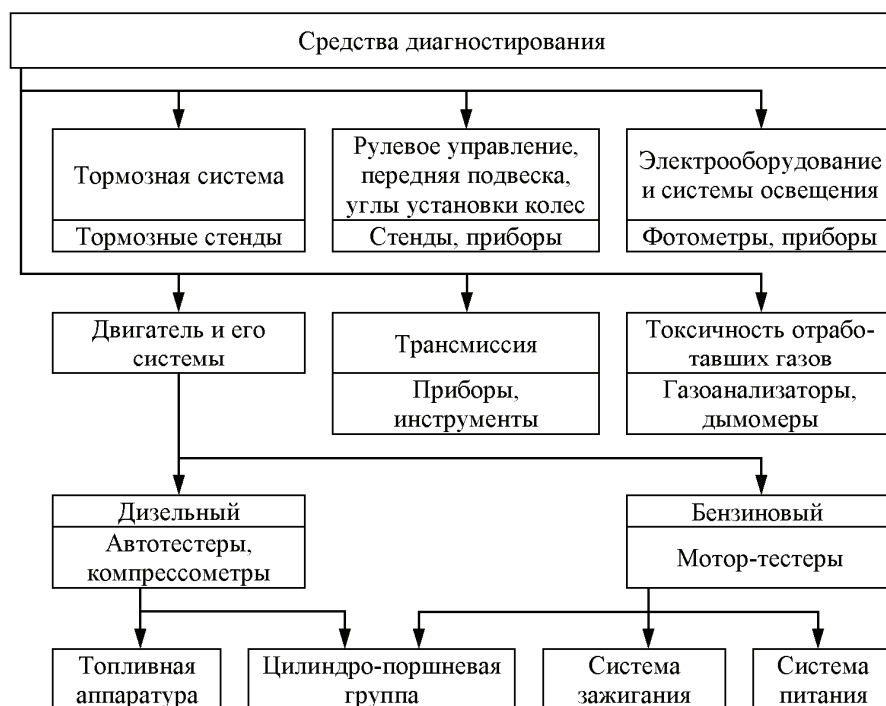 Средства диагностирования
Тормозная система
Тормозные стенды
Рулевое управление,
передняя подвеска,
углы установки колес
Стенды, приборы
Электрооборудование
и системы освещения
Фотометры, приборы
Двигатель и его
системы
Трансмиссия
Приборы,
инструменты
Токсичность отрабо-
тавших газов
Газоанализаторы,
дымомеры
Дизельный
Автотестеры,
компрессометры
Бензиновый
Мотор-тестеры
Топливная
аппаратура
Цилиндро-поршневая
группа
Система
зажигания
Система
питания